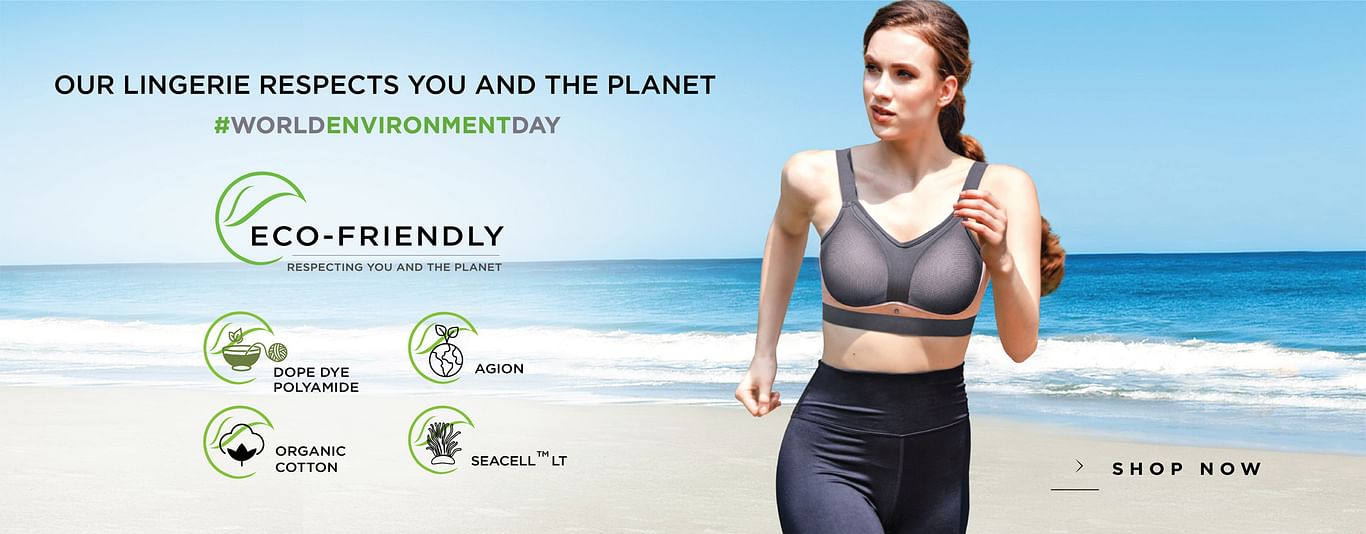 OUR LINGERIE RESPECTS YOU AND THE PLANET
#WORLDENVIRONMENTDAY
ECO-FRIENDLY
RESPECTING YOU AND THE PLANET
DOPE DYE
POLYAMIDE
AGION
ORGANIC
COTTON
SEACELL™ LT
> SHOP NOW